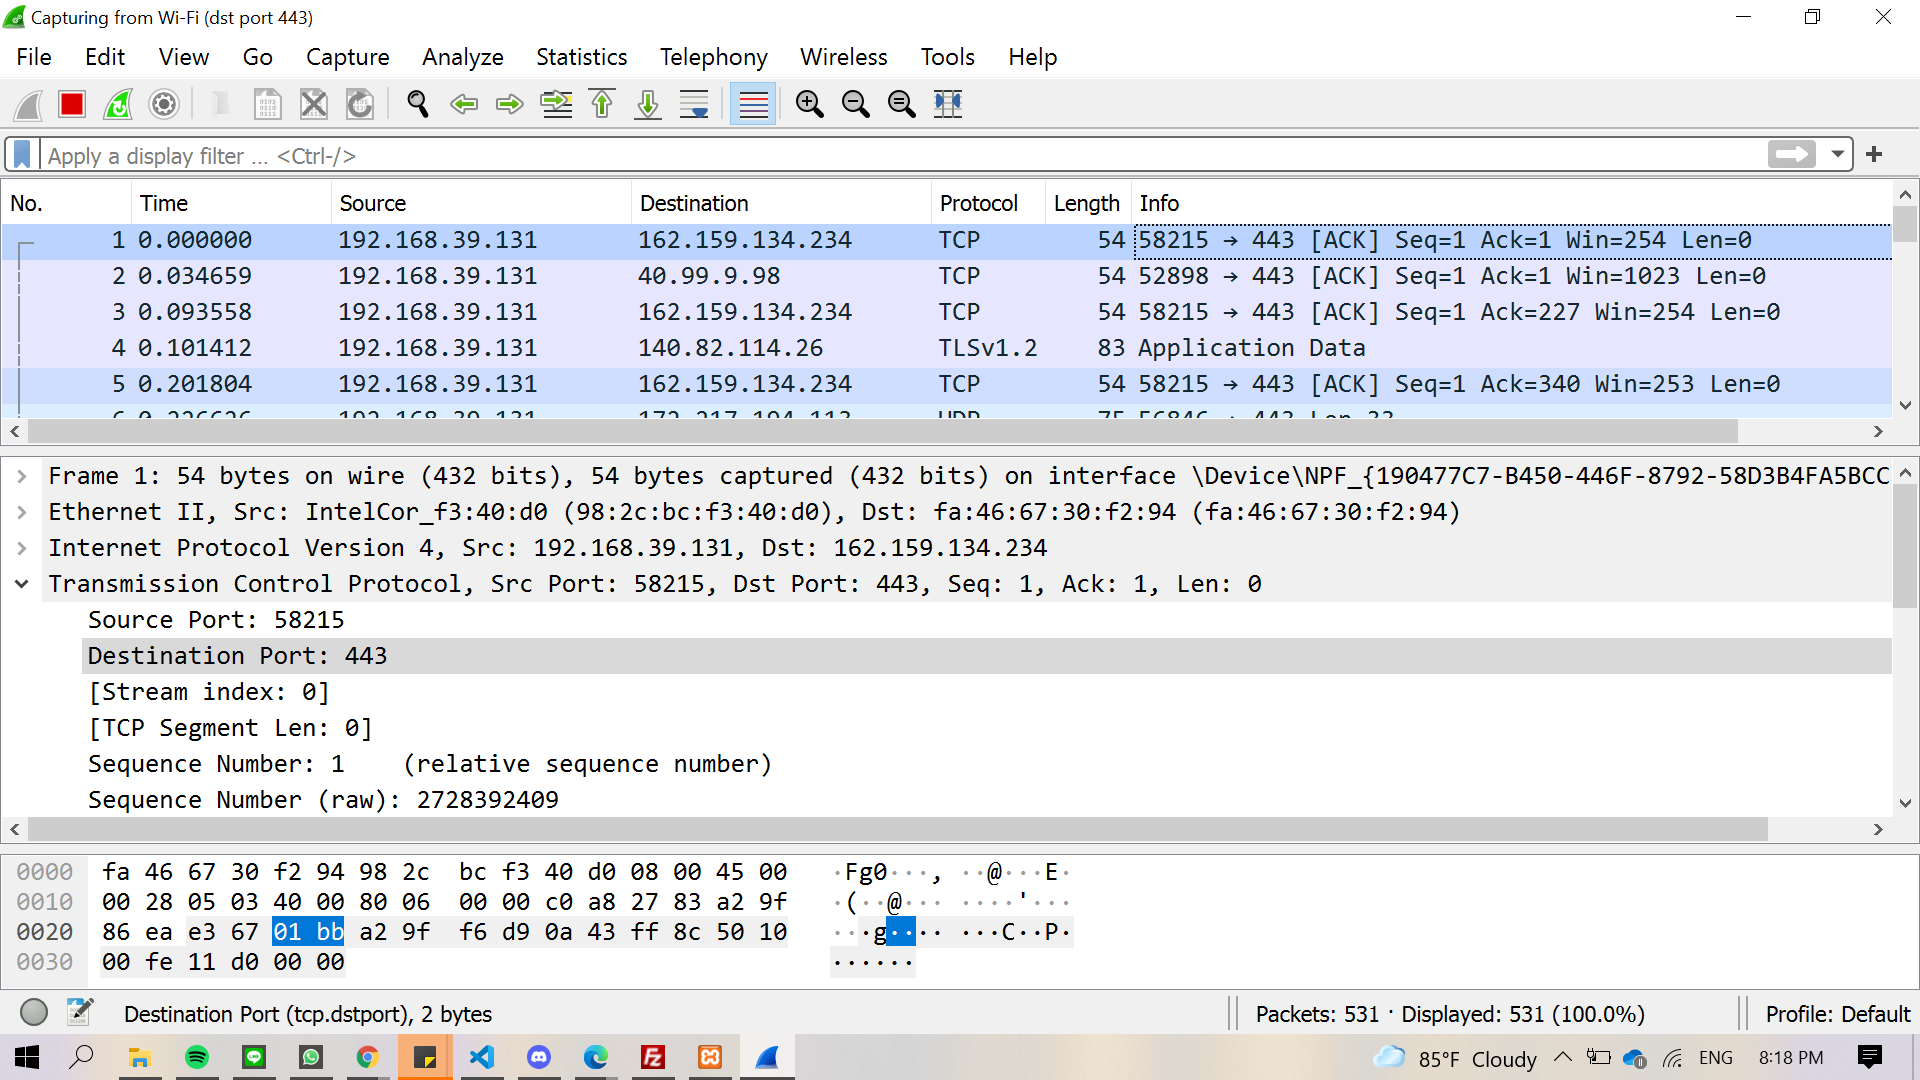 Capturing from Wi-Fi (dst port 443)
File Edit View Go Capture Analyze Statistics Telephony Wireless Tools Help
Apply a display filter … <Ctrl-/>
No. Time Source Destination Protocol Length Info
1 0.000000 192.168.39.131 162.159.134.234 TCP 54 58215 → 443 [ACK] Seq=1 Ack=1 Win=254 Len=0
2 0.034659 192.168.39.131 40.99.9.98 TCP 54 52898 → 443 [ACK] Seq=1 Ack=1 Win=1023 Len=0
3 0.093558 192.168.39.131 162.159.134.234 TCP 54 58215 → 443 [ACK] Seq=1 Ack=227 Win=254 Len=0
4 0.101412 192.168.39.131 140.82.114.26 TLSv1.2 83 Application Data
5 0.201804 192.168.39.131 162.159.134.234 TCP 54 58215 → 443 [ACK] Seq=1 Ack=340 Win=253 Len=0
192.168.39.131 UDP 75 443
Frame 1: 54 bytes on wire (432 bits), 54 bytes captured (432 bits) on interface \Device\NPF_{190477C7-B450-446F-8792-58D3B4FA5BCC
Ethernet II, Src: IntelCor_f3:40:d0 (98:2c:bc:f3:40:d0), Dst: fa:46:67:30:f2:94 (fa:46:67:30:f2:94)
Internet Protocol Version 4, Src: 192.168.39.131, Dst: 162.159.134.234
Transmission Control Protocol, Src Port: 58215, Dst Port: 443, Seq: 1, Ack: 1, Len: 0
Source Port: 58215
Destination Port: 443
[Stream index: 0]
[TCP Segment Len: 0]
Sequence Number: 1    (relative sequence number)
Sequence Number (raw): 2728392409
0000 fa 46 67 30 f2 94 98 2c bc f3 40 d0 08 00 45 00 ·Fg0···, ··@···E·
0010 00 28 05 03 40 00 80 06 00 00 c0 a8 27 83 a2 9f ·(··@··· ····'···
0020 86 ea e3 67 01 bb a2 9f f6 d9 0a 43 ff 8c 50 10 ···g···· ···C··P·
0030 00 fe 11 d0 00 00 ······
Destination Port (tcp.dstport), 2 bytes Packets: 531 · Displayed: 531 (100.0%) Profile: Default
85°F Cloudy ENG 8:18 PM